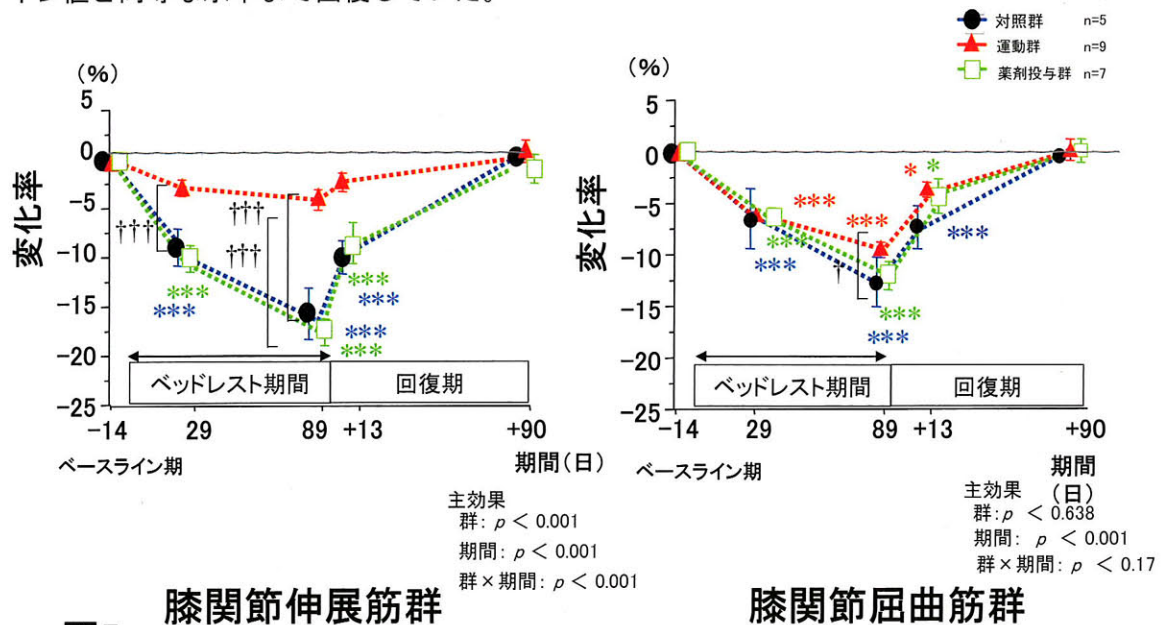 対照群 n=5
運動群 n=9
薬剤投与群 n=7
(%)
5
0
−5
−10
−15
−20
−25
変化率
†††
†††
†††
***
***
***
***
***
***
ベッドレスト期間
回復期
−14 29 89 +13 +90
ベースライン期
期間(日)
主効果
群: p < 0.001
期間: p < 0.001
群×期間: p < 0.001
膝関節伸展筋群
(%)
5
0
−5
−10
−15
−20
−25
変化率
***
***
***
***
†
***
***
*
*
***
ベッドレスト期間
回復期
−14 29 89 +13 +90
ベースライン期
期間
(日)
主効果
群:p < 0.638
期間: p < 0.001
群×期間: p < 0.17
膝関節屈曲筋群